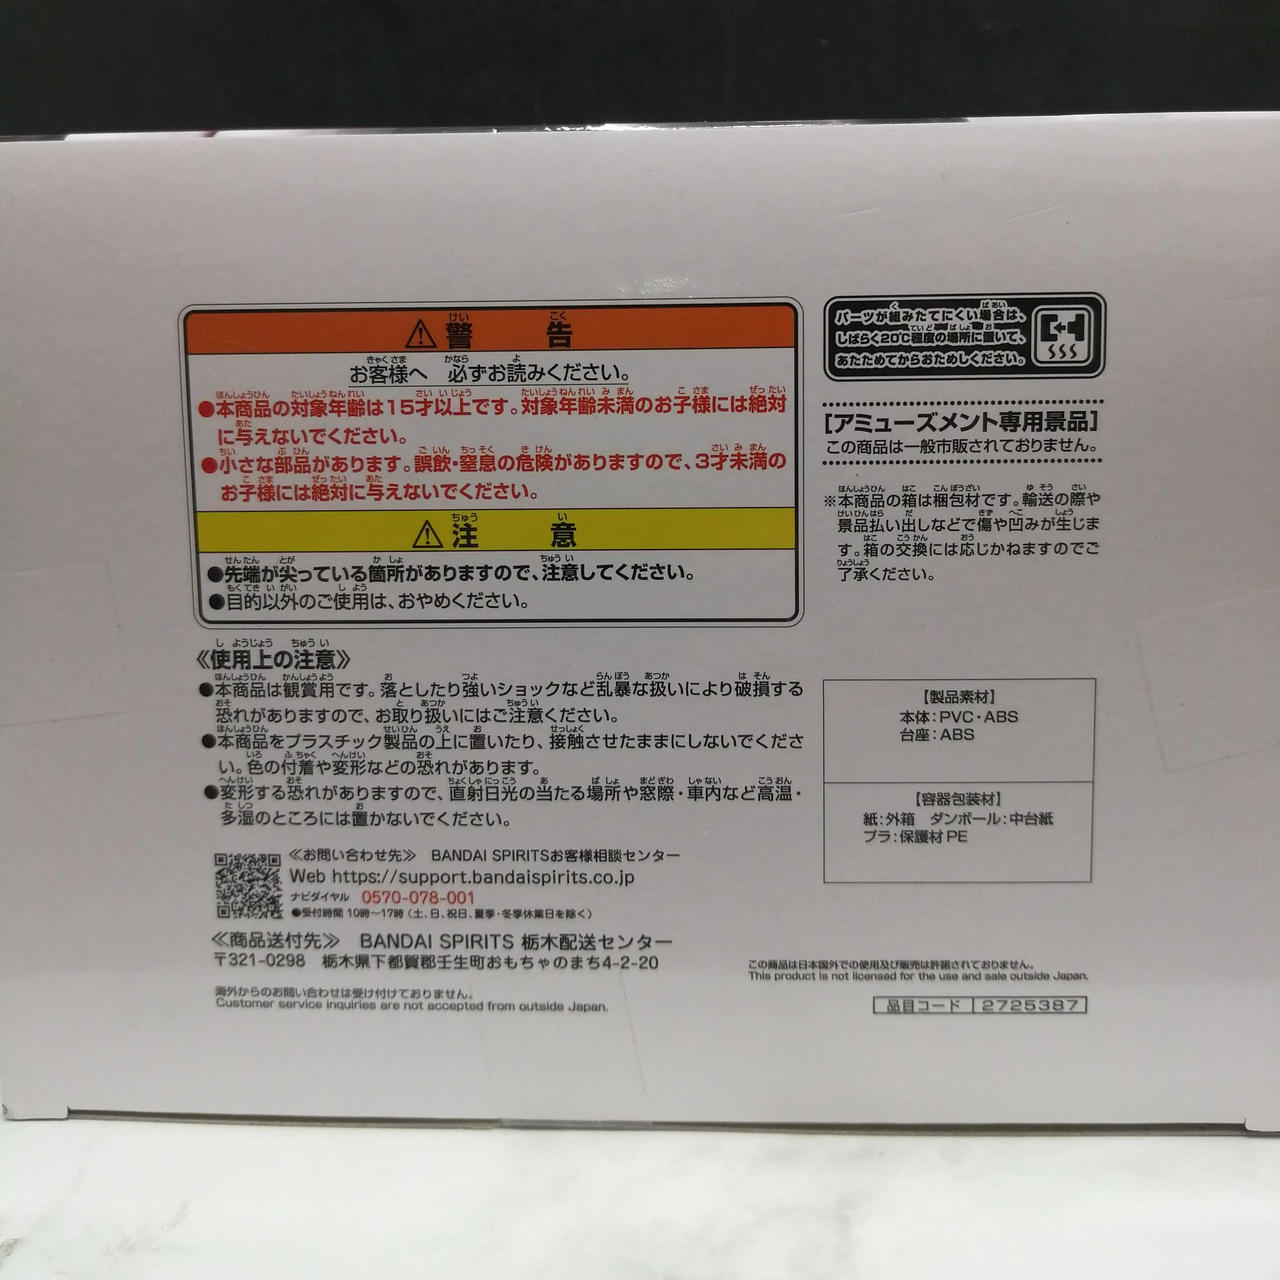 ⚠警告
お客様へ 必ずお読みください。
●本商品の対象年齢は15才以上です。対象年齢未満のお子様には絶対
に与えないでください。
●小さな部品があります。誤飲・窒息の危険がありますので、3才未満の
お子様には絶対に与えないでください。
⚠注意
●先端が尖っている箇所がありますので、注意してください。
●目的以外のご使用は、おやめください。
≪使用上の注意≫
●本商品は観賞用です。落としたり強いショックなど乱暴な扱いにより破損する
恐れがありますので、お取り扱いにはご注意ください。
●本商品をプラスチック製品の上に置いたり、接触させたままにしないでくださ
い。色の付着や変形などの恐れがあります。
●変形する恐れがありますので、直射日光の当たる場所や窓際・車内など高温・
多湿のところには置かないでください。
≪お問い合わせ先≫ BANDAI SPIRITSお客様相談センター
Web https://support.bandaispirits.co.jp
ナビダイヤル 0570-078-001
●受付時間 10時〜17時(土、日、祝日、夏季・冬季休業日を除く)
≪商品送付先≫ BANDAI SPIRITS 栃木配送センター
〒321-0298 栃木県下都賀郡壬生町おもちゃのまち4-2-20
海外からのお問い合わせは受け付けておりません。
Customer service inquiries are not accepted from outside Japan.
パーツが組みたてにくい場合は、
しばらく20℃程度の場所に置いて、
あたためてからおためしください。
[アミューズメント専用景品]
この商品は一般市販されておりません。
※本商品の箱は梱包材です。輸送の際や
景品払い出しなどで傷や凹みが生じま
す。箱の交換には応じかねますのでご
了承ください。
【製品素材】
本体:PVC・ABS
台座:ABS
【容器包装材】
紙:外箱 ダンボール:中台紙
プラ:保護材PE
この商品は日本国外での使用及び販売は許諾されておりません。
This product is not licensed for the use and sale outside Japan.
品目コード 2725387